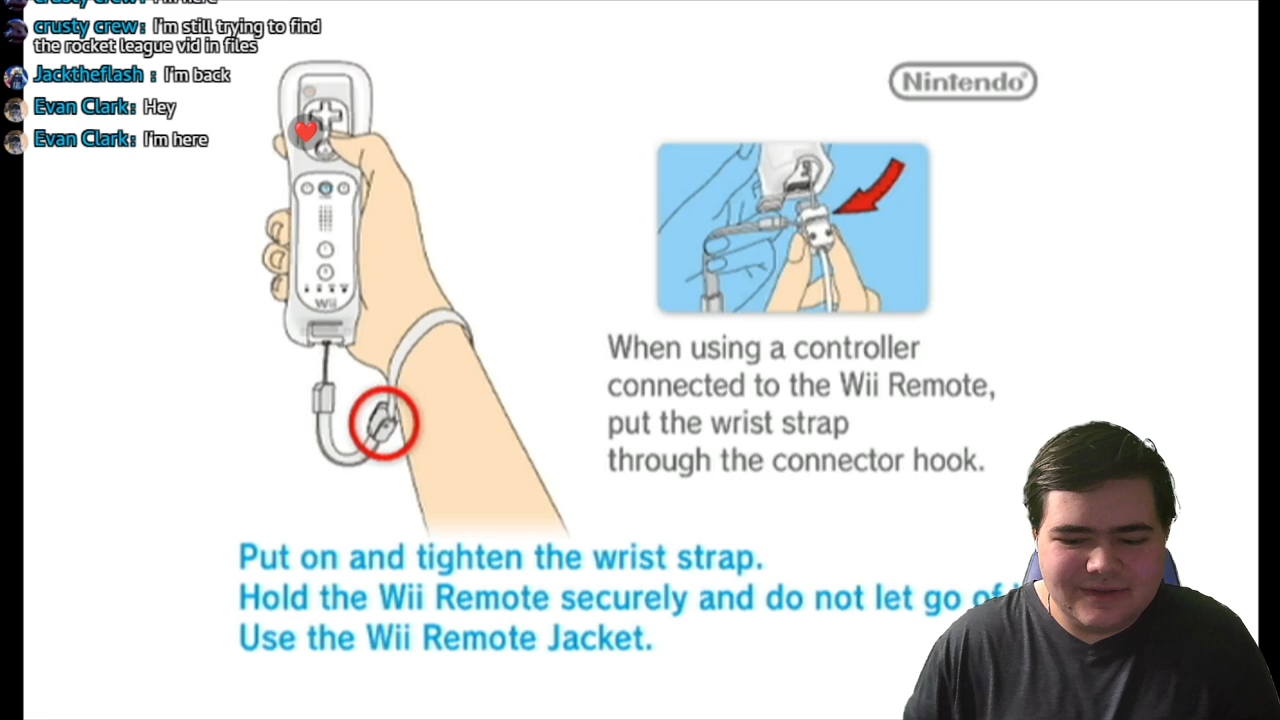 crusty crew: I'm here
crusty crew: I'm still trying to find
the rocket league vid in files
Jacktheflash : I'm back
Evan Clark: Hey
Evan Clark: I'm here
Nintendo
Wii
When using a controller
connected to the Wii Remote,
put the wrist strap
through the connector hook.
Put on and tighten the wrist strap.
Hold the Wii Remote securely and do not let go of
Use the Wii Remote Jacket.